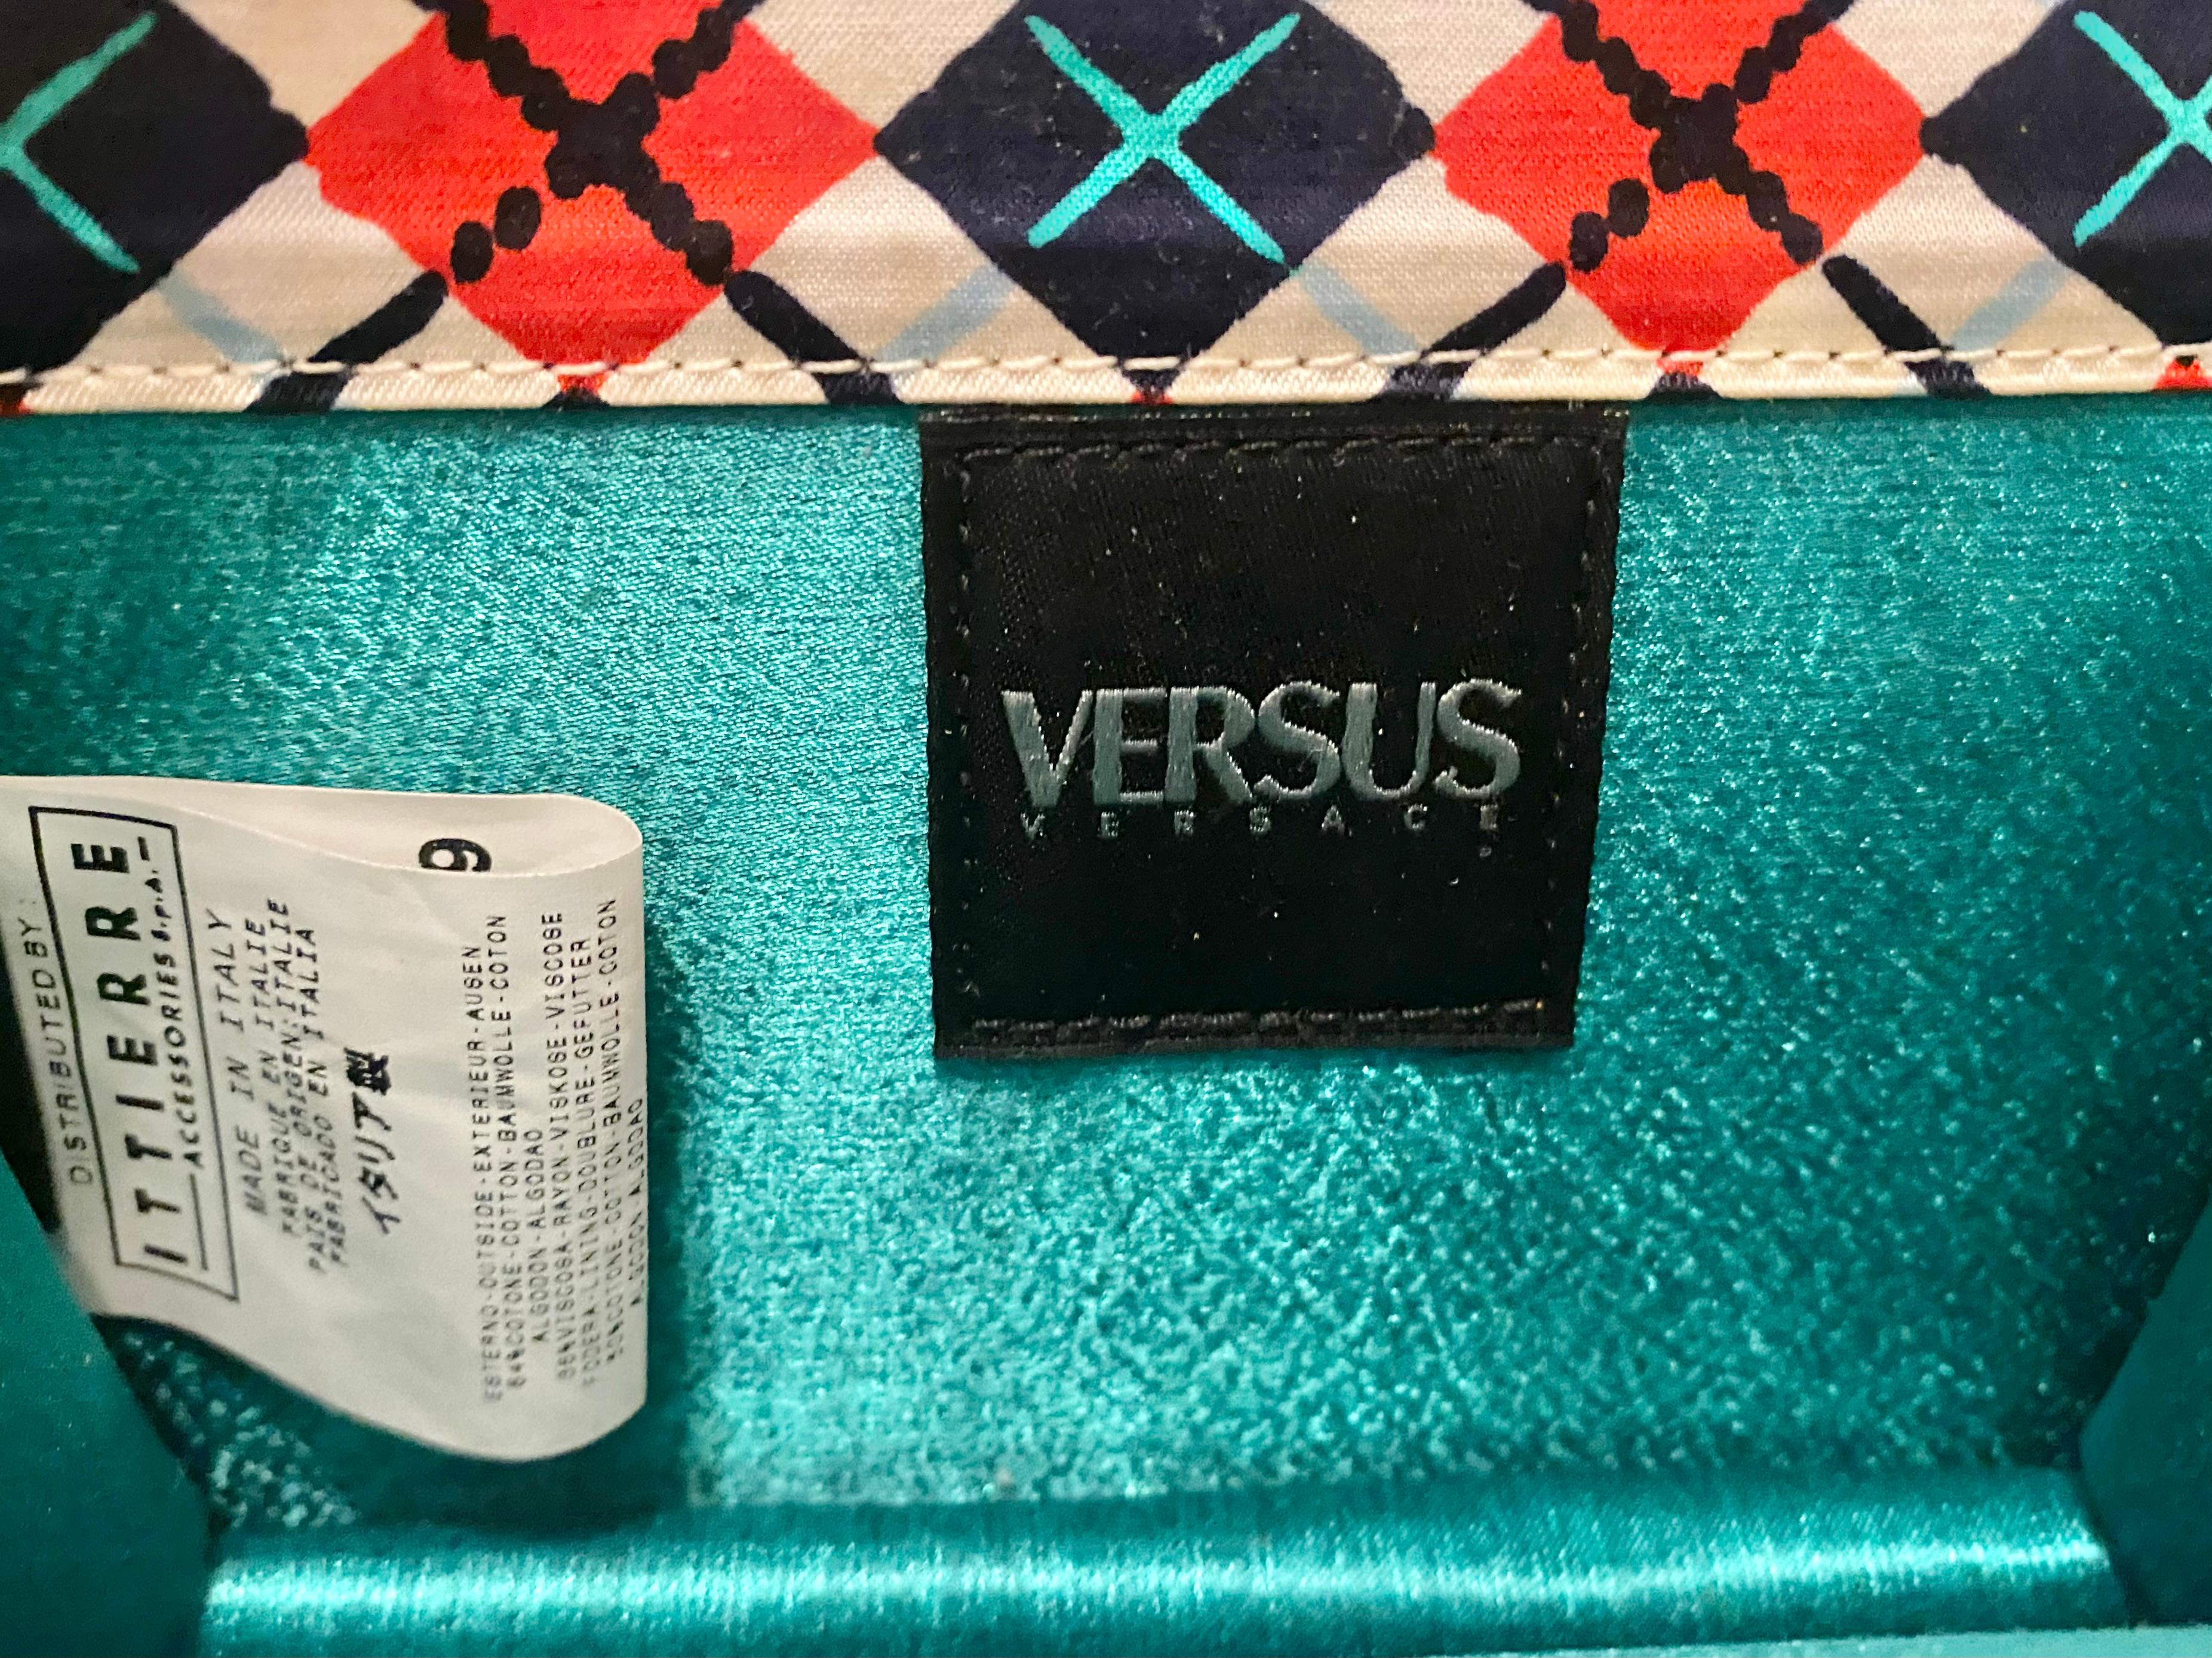 VERSUS
VERSACE
9
DISTRIBUTED BY:
ITTIERRE
ACCESSORIES S.p.A.
MADE IN ITALY
FABRIQUE EN ITALIE
PAIS DE ORIGEN:ITALIE
FABRICADO EN ITALIA
イタリア製
ESTERNO-OUTSIDE-EXTERIEUR-AUSEN
64%COTONE-COTTON-BAUMWOLLE-COTON
ALGODON-ALGODAO
36%VISCOSA-RAYON-VISKOSE-VISCOSE
FODERA-LINING-DOUBLURE-GEFUTTER
COTONE-COTTON-BAUMWOLLE-COTON
ALGODON ALGODAO